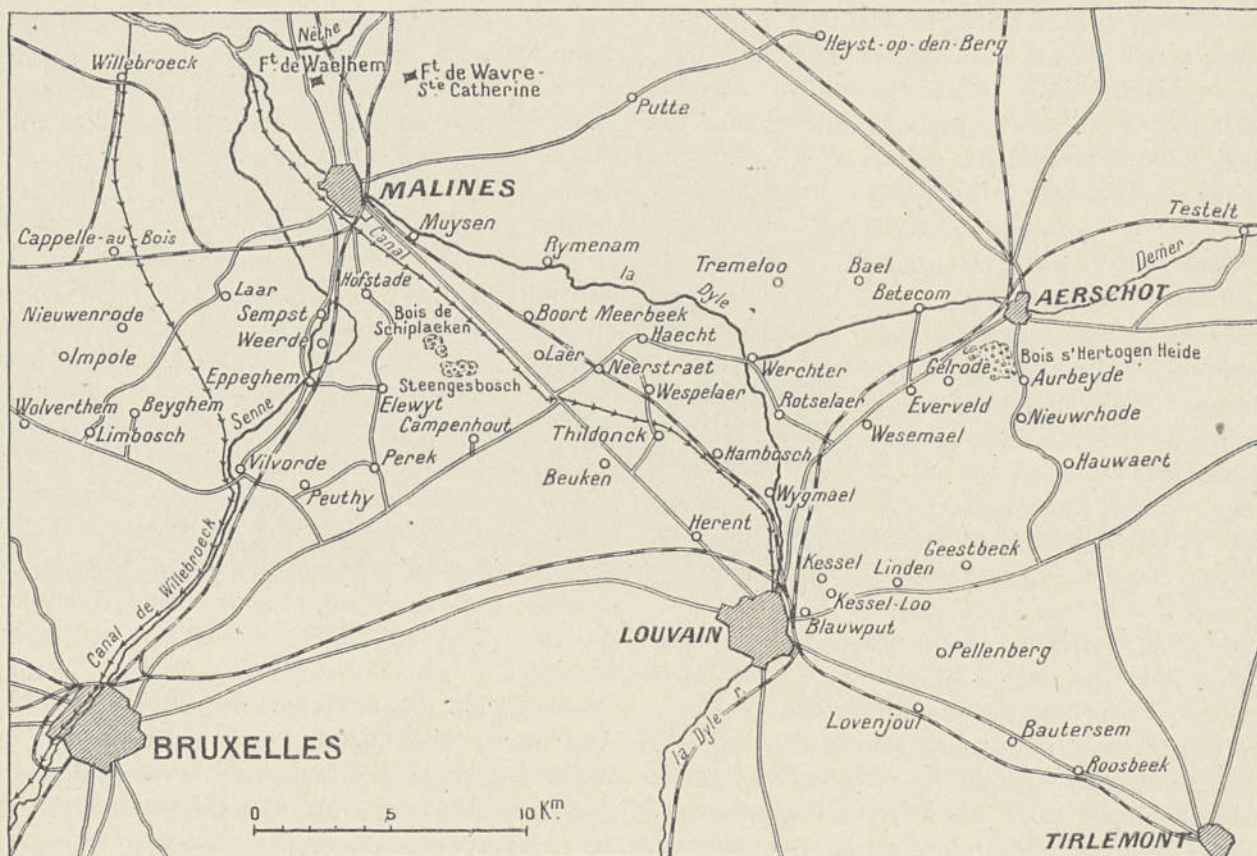 Nèthe
Heyst-op-den-Berg
Willebroeck
Ft. de Waelhem
Ft. de Wavre-
Ste Catherine
Putte
MALINES
Muysen
Canal
Testelt
Cappelle-au-Bois
Rymenam
la
Dyle
Tremeloo
Bael
Demer
Betecom
AERSCHOT
Hofstade
Laar
Sempst
Nieuwenrode
Bois de
Schiplaeken
Boort Meerbeek
Haecht
Weerde
Impole
Laer
Neerstraet
Werchter
Gelrode
Bois s'Hertogen Heide
Aurbeyde
Eppeghem
Steengesbosch
Wespelaer
Elewyt
Rotselaer
Everveld
Wolverthem
Beyghem
Senne
Nieuwrhode
Limbosch
Campenhout
Thildonck
Wesemael
Hambosch
Vilvorde
Perek
Beuken
Hauwaert
Peuthy
Wygmael
Herent
Geestbeck
Kessel
Linden
Canal de Willebroeck
Kessel-Loo
Blauwput
LOUVAIN
Pellenberg
la Dyle r.
Lovenjoul
Bautersem
BRUXELLES
Roosbeek
0 5 10 Km
TIRLEMONT